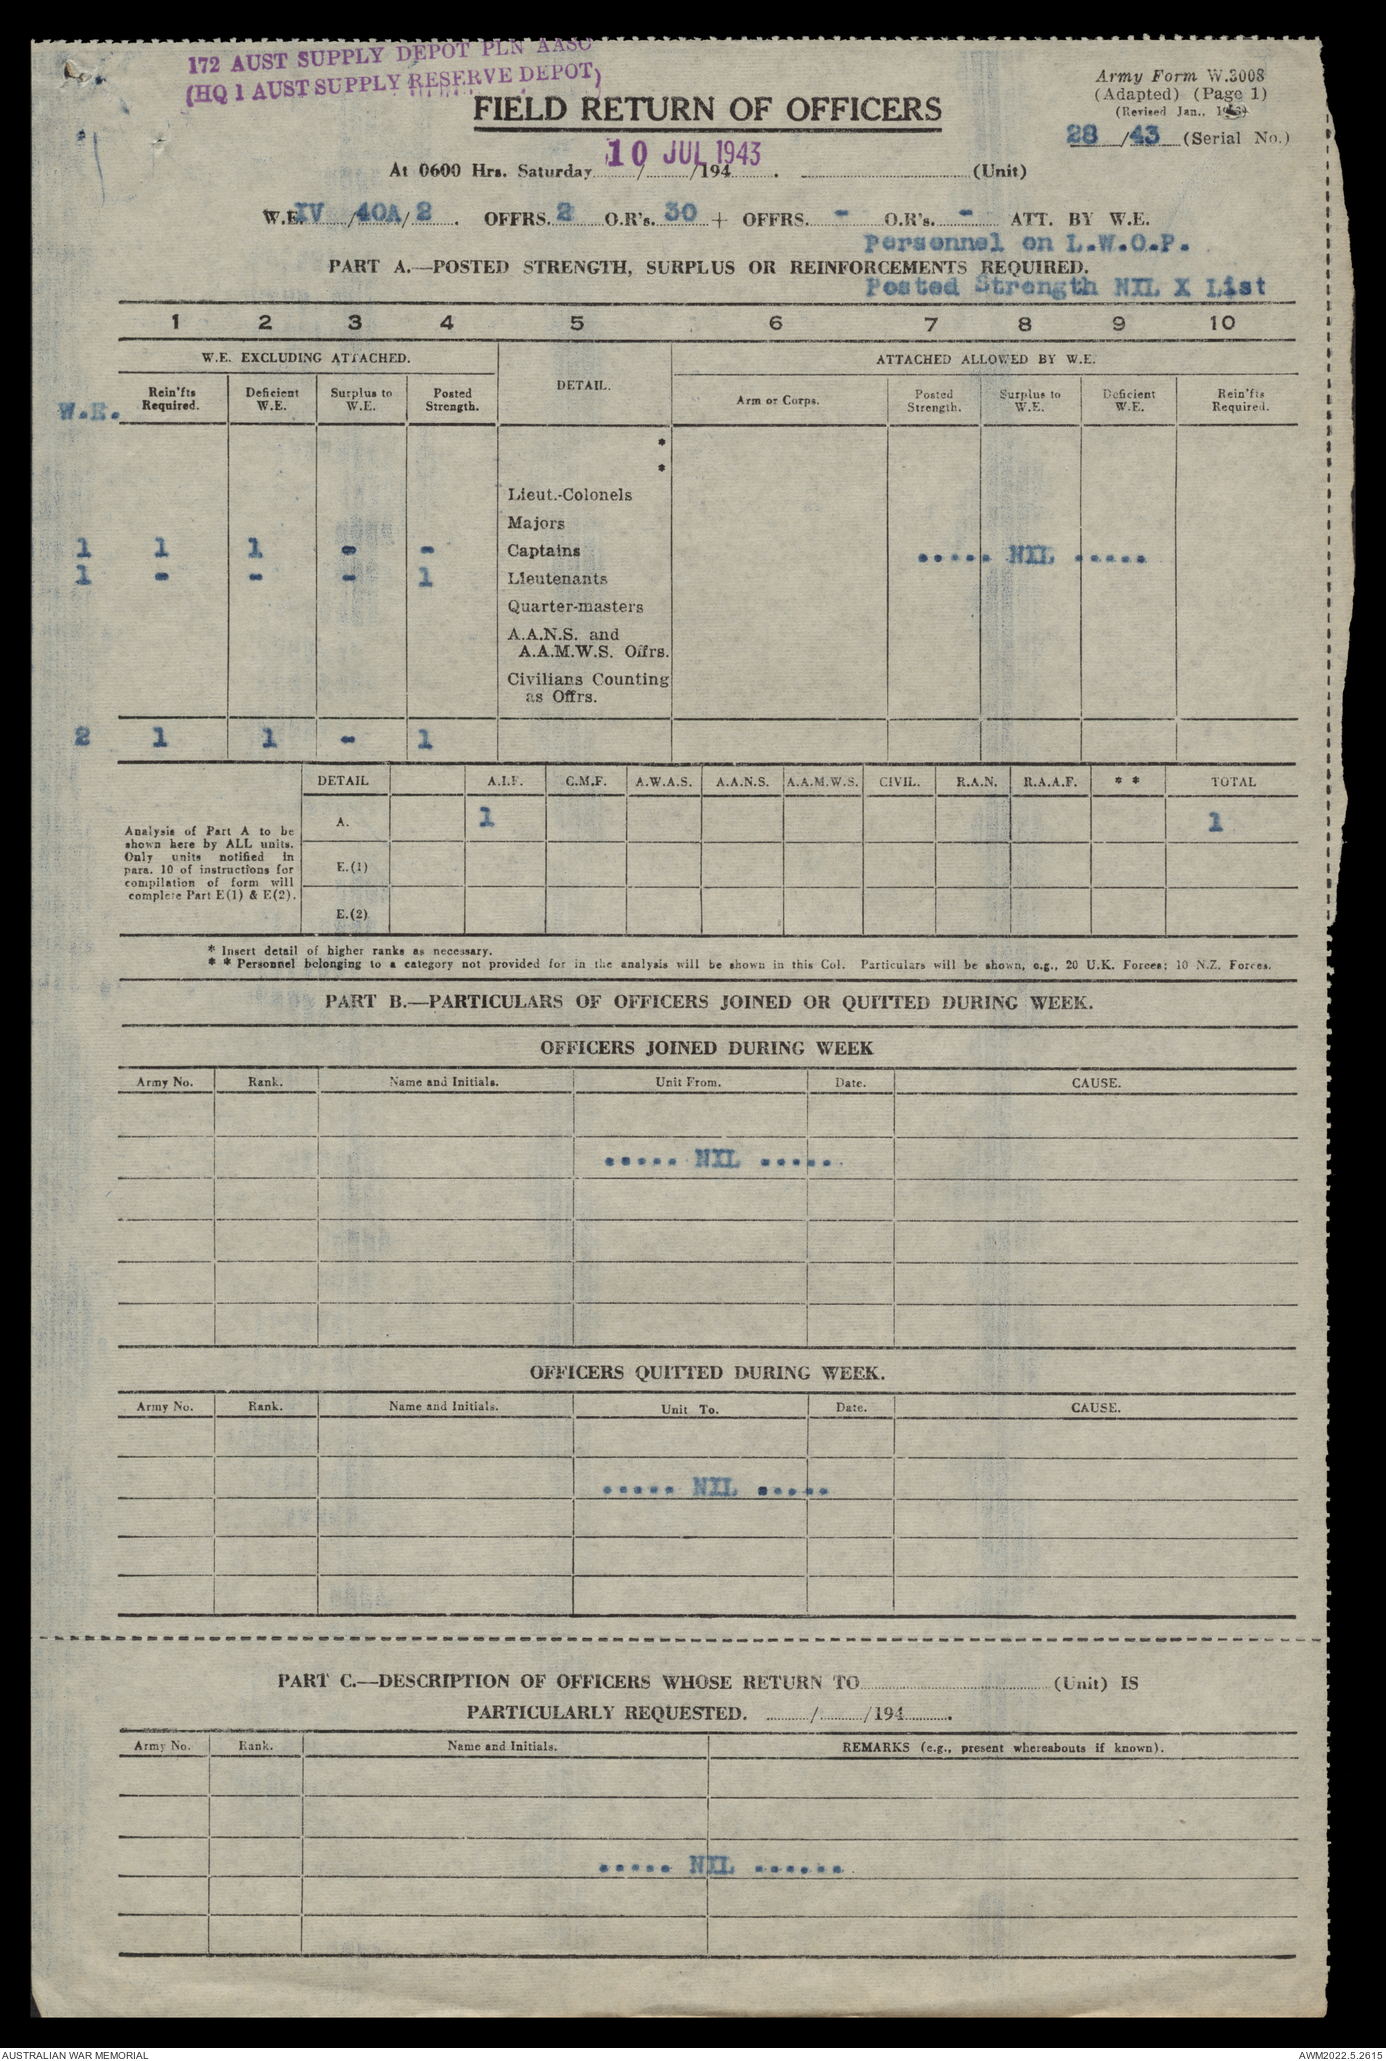 172 AUST SUPPLY DEPOT PLN AASC
(HQ 1 AUST SUPPLY RESERVE DEPOT)
Army Form W.3008
(Adapted) (Page 1)
(Revised Jan.,
FIELD RETURN OF OFFICERS
28 /43 (Serial No.)
At 0600 Hrs. Saturday 10 JUL 1943 /194 . (Unit)
W.E. IV /40A/ 2 . OFFRS. 2 O.R's. 30 + OFFRS. - O.R's. - ATT. BY W.E.
Personnel on L.W.O.P.
PART A.—POSTED STRENGTH, SURPLUS OR REINFORCEMENTS REQUIRED.
Posted Strength NIL X List
1 2 3 4 5 6 7 8 9 10
W.E. EXCLUDING ATTACHED. DETAIL. ATTACHED ALLOWED BY W.E.
W.E. Rein'fts Required. Deficient W.E. Surplus to W.E. Posted Strength. Arm or Corps. Posted Strength. Surplus to W.E. Deficient W.E. Rein'fts Required.
*
*
Lieut.-Colonels
Majors
1 1 1 - - Captains ..... NIL .....
1 - - - 1 Lieutenants
Quarter-masters
A.A.N.S. and
A.A.M.W.S. Offrs.
Civilians Counting
as Offrs.
2 1 1 - 1
DETAIL A.I.F. C.M.F. A.W.A.S. A.A.N.S. A.A.M.W.S. CIVIL. R.A.N. R.A.A.F. * * TOTAL
A. 1 1
Analysis of Part A to be
shown here by ALL units.
Only units notified in
para. 10 of instructions for
compilation of form will
complete Part E(1) & E(2).
E.(1)
E.(2)
* Insert detail of higher ranks as necessary.
* * Personnel belonging to a category not provided for in the analysis will be shown in this Col. Particulars will be shown, e.g., 20 U.K. Forces; 10 N.Z. Forces.
PART B.—PARTICULARS OF OFFICERS JOINED OR QUITTED DURING WEEK.
OFFICERS JOINED DURING WEEK
Army No. Rank. Name and Initials. Unit From. Date. CAUSE.
..... NIL .....
OFFICERS QUITTED DURING WEEK.
Army No. Rank. Name and Initials. Unit To. Date. CAUSE.
..... NIL .....
PART C.—DESCRIPTION OF OFFICERS WHOSE RETURN TO (Unit) IS
PARTICULARLY REQUESTED. / /194 .
Army No. Rank. Name and Initials. REMARKS (e.g., present whereabouts if known).
..... NIL ......
AUSTRALIAN WAR MEMORIAL AWM2022.5.2615